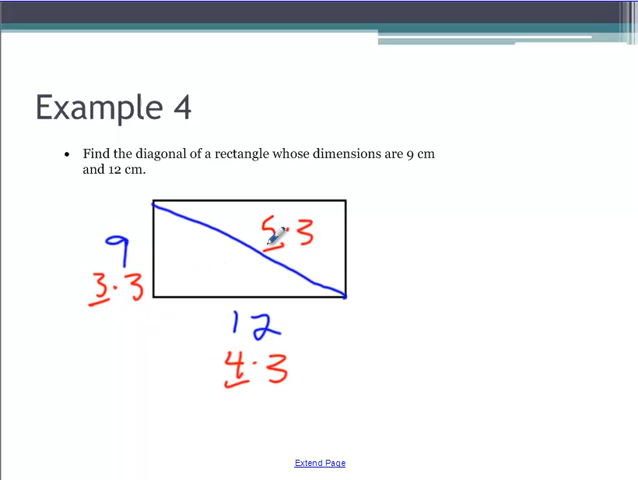 Example 4
• Find the diagonal of a rectangle whose dimensions are 9 cm
and 12 cm.
5·3
9
3·3
12
4·3
Extend Page